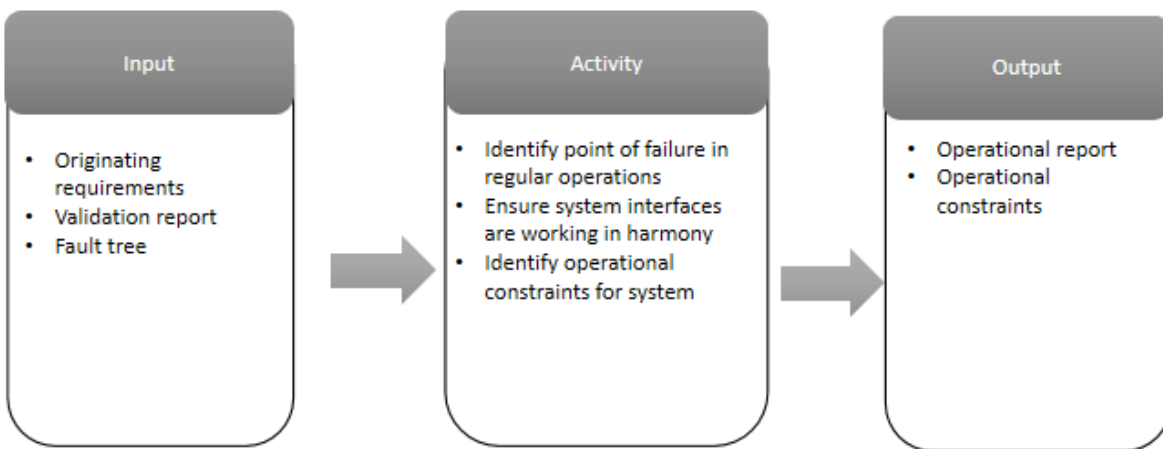 Input
• Originating
requirements
• Validation report
• Fault tree
Activity
• Identify point of failure in
regular operations
• Ensure system interfaces
are working in harmony
• Identify operational
constraints for system
Output
• Operational report
• Operational
constraints